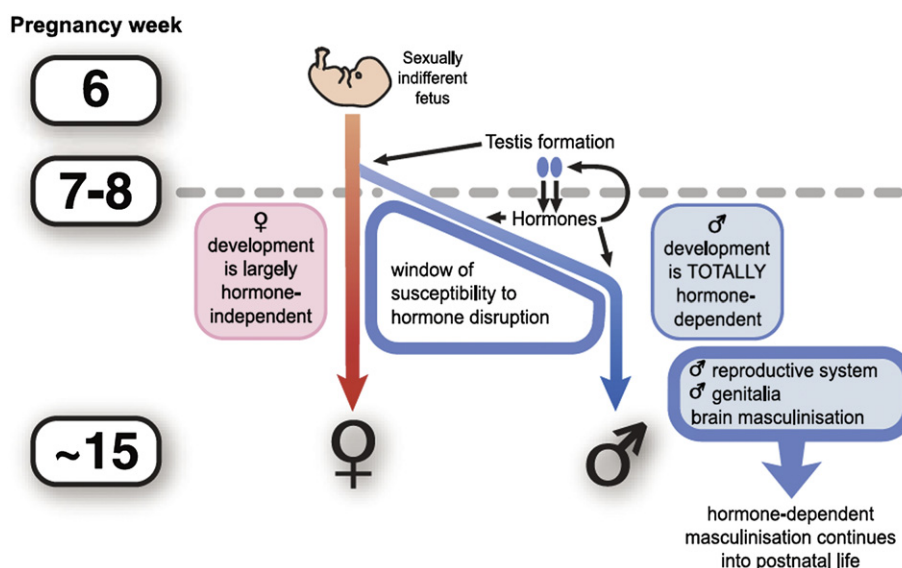 Pregnancy week
6
Sexually
indifferent
fetus
Testis formation
7-8
Hormones
♀
development
is largely
hormone-
independent
window of
susceptibility to
hormone disruption
♂
development
is TOTALLY
hormone-
dependent
♂ reproductive system
♂ genitalia
brain masculinisation
~15
♀
♂
hormone-dependent
masculinisation continues
into postnatal life